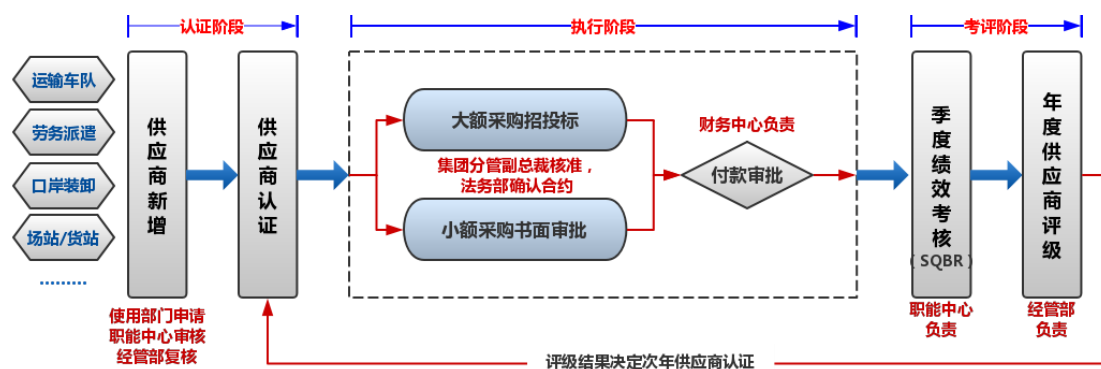 认证阶段
执行阶段
考评阶段
运输车队
劳务派遣
口岸装卸
场站/货站
………
供应商新增
供应商认证
大额采购招投标
集团分管副总裁核准，
法务部确认合约
小额采购书面审批
财务中心负责
付款审批
季度绩效考核
（SQBR）
年度供应商评级
使用部门申请
职能中心审核
经管部复核
职能中心
负责
经管部
负责
评级结果决定次年供应商认证